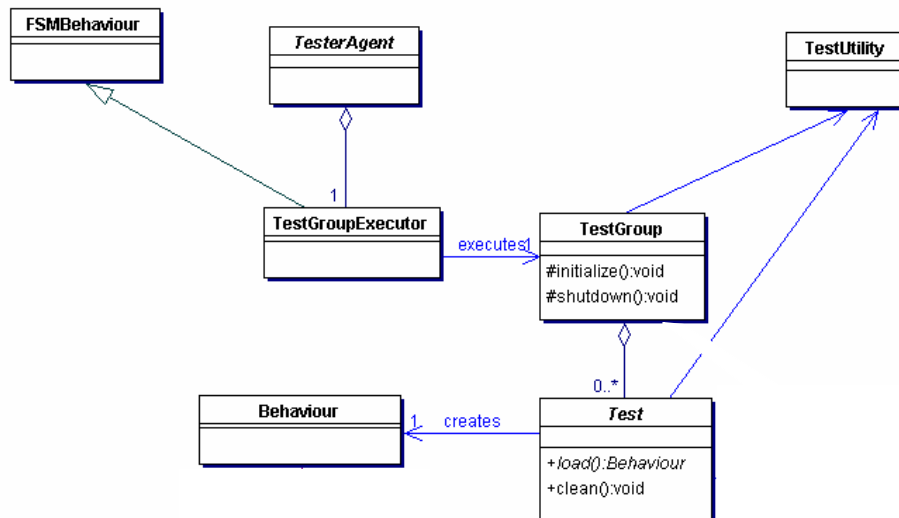 FSMBehaviour
TesterAgent
TestUtility
1
TestGroupExecutor
executes
1
TestGroup
#initialize():void
#shutdown():void
0..*
Behaviour
1
creates
Test
+load():Behaviour
+clean():void